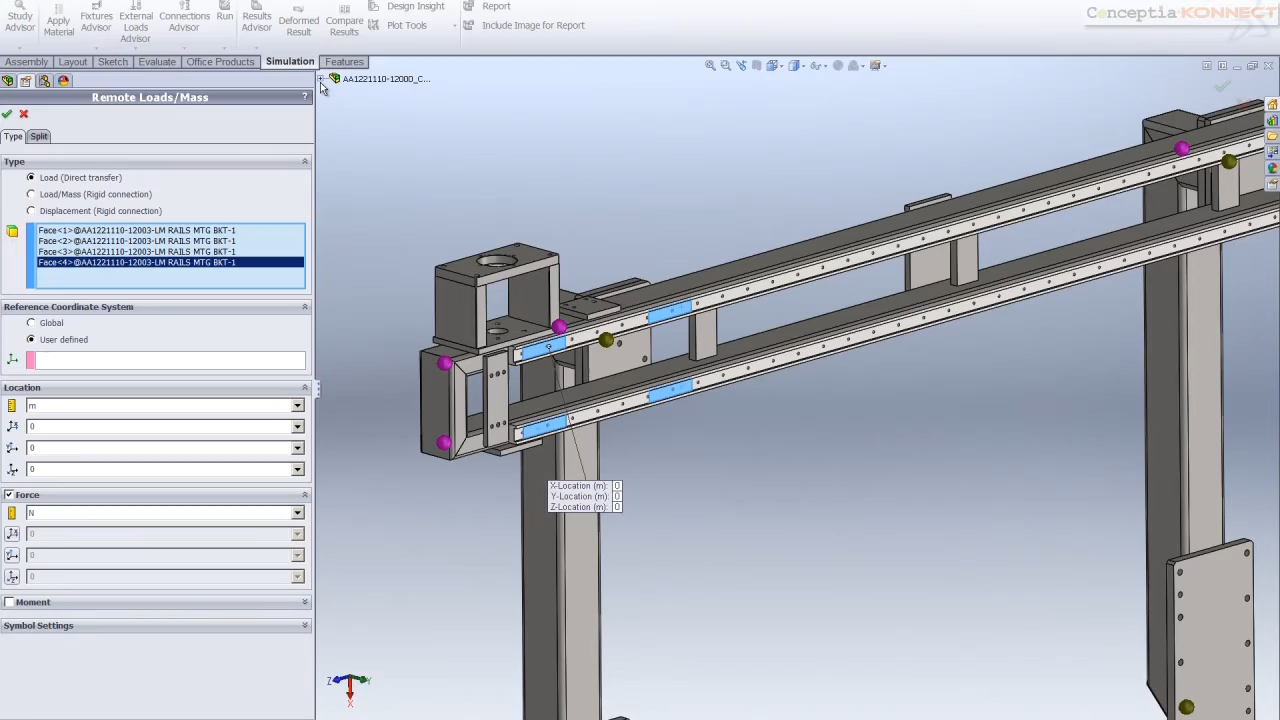 Design Insight
Report
Study Advisor
Apply Material
Fixtures Advisor
External Loads Advisor
Connections Advisor
Run
Results Advisor
Deformed Result
Compare Results
Plot Tools
Include Image for Report
Conceptia KONNECT
Assembly
Layout
Sketch
Evaluate
Office Products
Simulation
Features
AA1221110-12000_C...
Remote Loads/Mass
?
Type
Split
Type
Load (Direct transfer)
Load/Mass (Rigid connection)
Displacement (Rigid connection)
Face<1>@AA1221110-12003-LM RAILS MTG BKT-1
Face<2>@AA1221110-12003-LM RAILS MTG BKT-1
Face<3>@AA1221110-12003-LM RAILS MTG BKT-1
Face<4>@AA1221110-12003-LM RAILS MTG BKT-1
Reference Coordinate System
Global
User defined
Location
m
0
0
0
Force
N
0
0
0
Moment
Symbol Settings
X-Location (m): 0
Y-Location (m): 0
Z-Location (m): 0
Z
Y
X